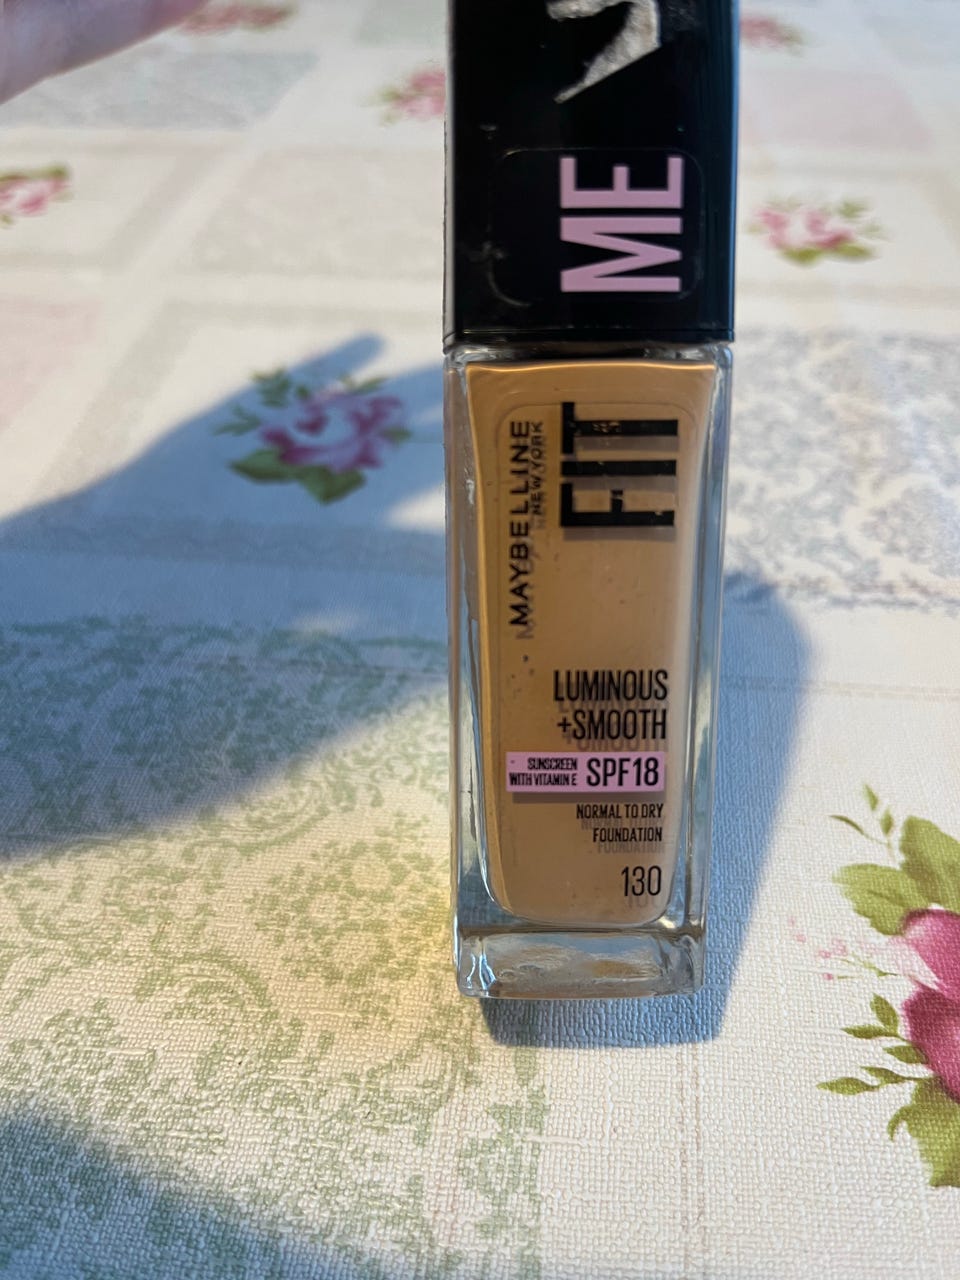 FIT
ME
MAYBELLINE
NEW YORK
LUMINOUS
+SMOOTH
SUNSCREEN
WITH VITAMIN E
SPF18
NORMAL TO DRY
FOUNDATION
130